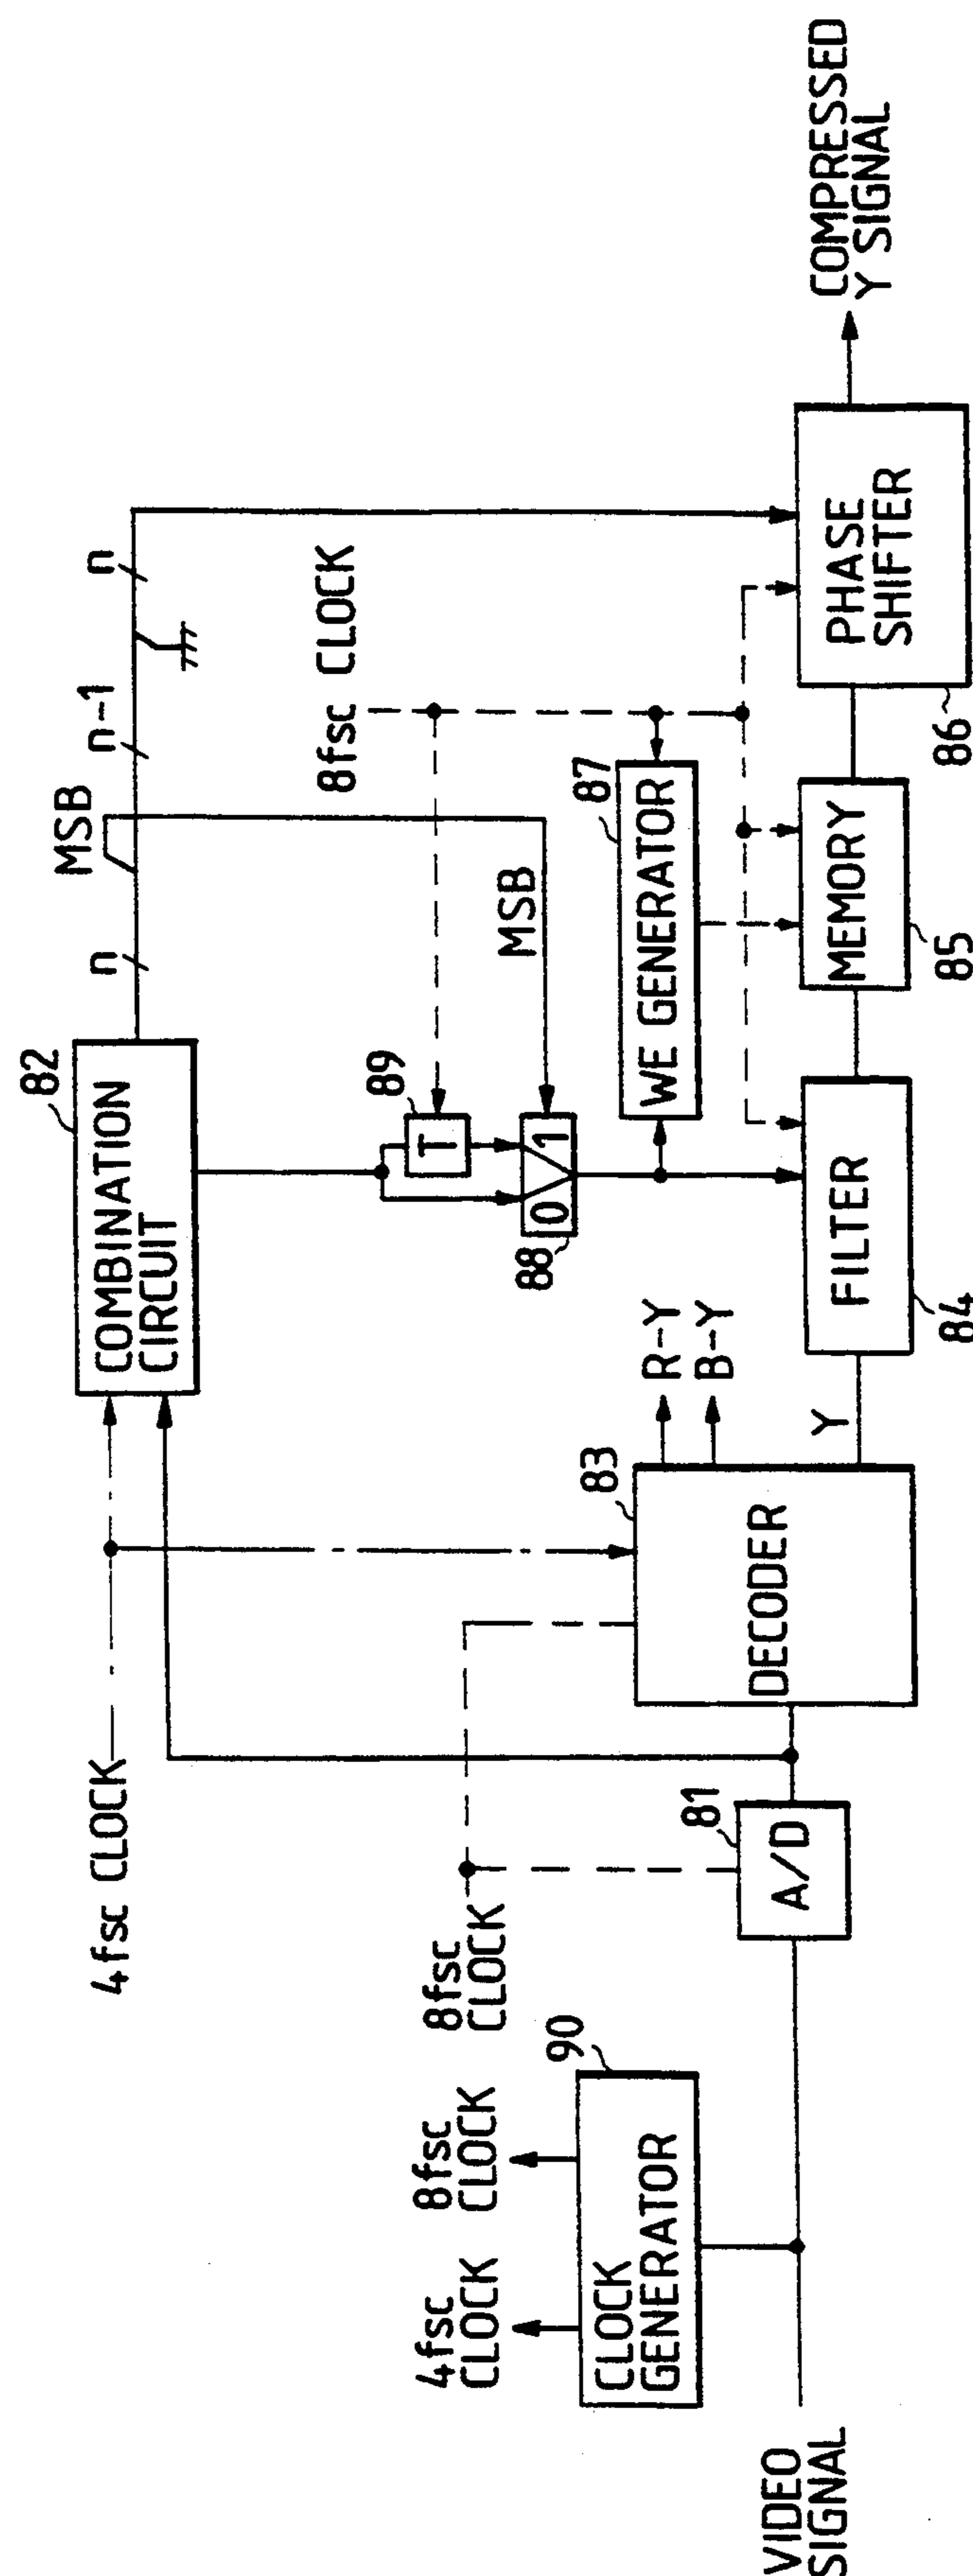 VIDEO
SIGNAL
CLOCK
GENERATOR
90
4fsc
CLOCK
8fsc
CLOCK
8fsc
CLOCK
4fsc CLOCK
A/D
81
DECODER
83
R-Y
B-Y
Y
COMBINATION
CIRCUIT
82
n
MSB
n-1
n
T
89
0 1
88
MSB
8fsc CLOCK
WE GENERATOR
87
FILTER
84
MEMORY
85
PHASE
SHIFTER
86
COMPRESSED
Y SIGNAL